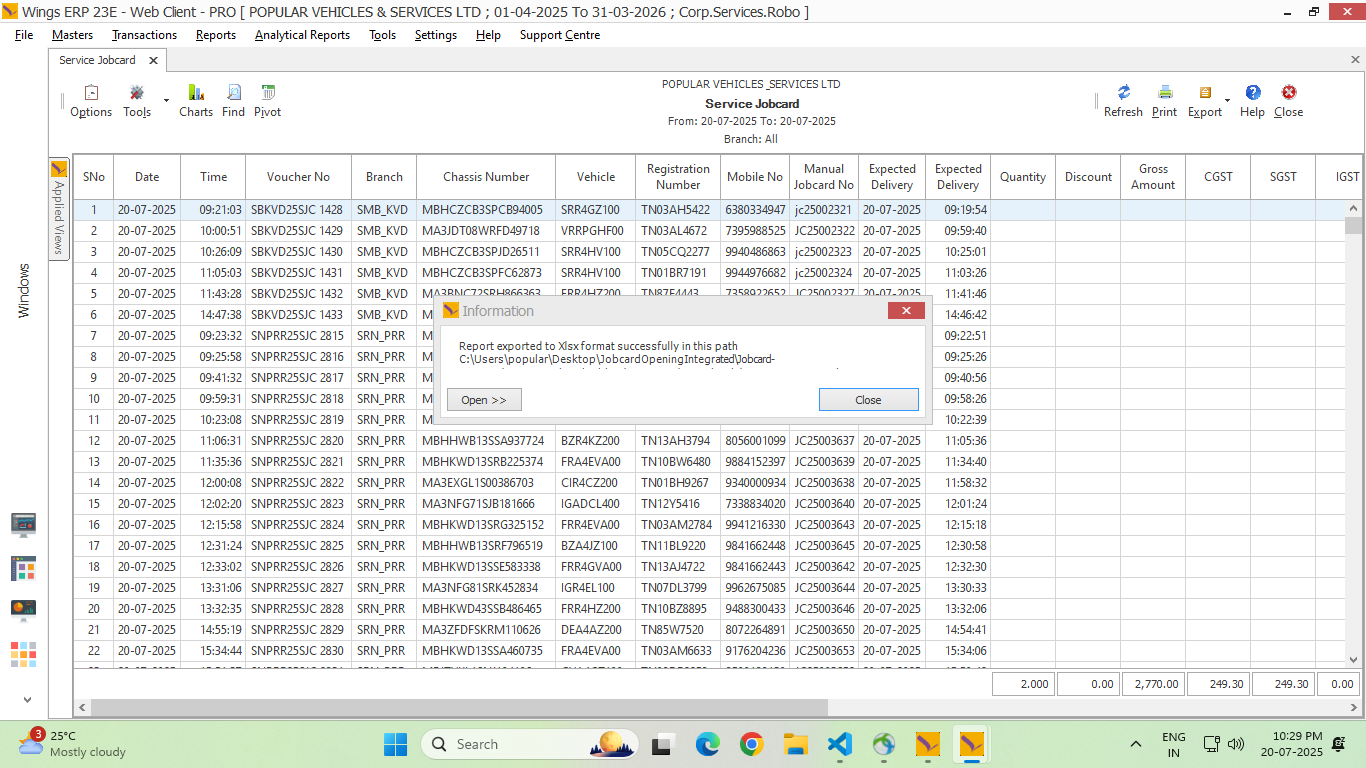 Wings ERP 23E - Web Client - PRO [ POPULAR VEHICLES & SERVICES LTD ; 01-04-2025 To 31-03-2026 ; Corp.Services.Robo ]
File Masters Transactions Reports Analytical Reports Tools Settings Help Support Centre
Service Jobcard
Options Tools Charts Find Pivot
POPULAR VEHICLES_SERVICES LTD
Service Jobcard
From: 20-07-2025 To: 20-07-2025
Branch: All
Refresh Print Export Help Close
Applied Views
Windows
SNo Date Time Voucher No Branch Chassis Number Vehicle Registration Number Mobile No Manual Jobcard No Expected Delivery Expected Delivery Quantity Discount Gross Amount CGST SGST IGST
1 20-07-2025 09:21:03 SBKVD25SJC 1428 SMB_KVD MBHCZCB3SPCB94005 SRR4GZ100 TN03AH5422 6380334947 jc25002321 20-07-2025 09:19:54
2 20-07-2025 10:00:51 SBKVD25SJC 1429 SMB_KVD MA3JDT08WRFD49718 VRRPGHF00 TN03AL4672 7395988525 JC25002322 20-07-2025 09:59:40
3 20-07-2025 10:26:09 SBKVD25SJC 1430 SMB_KVD MBHCZCB3SPJD26511 SRR4HV100 TN05CQ2277 9940486863 jc25002323 20-07-2025 10:25:01
4 20-07-2025 11:05:03 SBKVD25SJC 1431 SMB_KVD MBHCZCB3SPFC62873 SRR4HV100 TN01BR7191 9944976682 jc25002324 20-07-2025 11:03:26
5 20-07-2025 11:43:28 SBKVD25SJC 1432 SMB_KVD MA3BNC72SRH866363 ERR4HZ200 TN87F4443 7358922652 JC25002327 20-07-2025 11:41:46
6 20-07-2025 14:47:38 SBKVD25SJC 1433 SMB_KVD 14:46:42
7 20-07-2025 09:23:32 SNPRR25SJC 2815 SRN_PRR 09:22:51
8 20-07-2025 09:25:58 SNPRR25SJC 2816 SRN_PRR 09:25:26
9 20-07-2025 09:41:32 SNPRR25SJC 2817 SRN_PRR 09:40:56
10 20-07-2025 09:59:31 SNPRR25SJC 2818 SRN_PRR 09:58:26
11 20-07-2025 10:23:08 SNPRR25SJC 2819 SRN_PRR 10:22:39
12 20-07-2025 11:06:31 SNPRR25SJC 2820 SRN_PRR MBHHWB13SSA937724 BZR4KZ200 TN13AH3794 8056001099 JC25003637 20-07-2025 11:05:36
13 20-07-2025 11:35:36 SNPRR25SJC 2821 SRN_PRR MBHKWD13SRB225374 FRA4EVA00 TN10BW6480 9884152397 JC25003639 20-07-2025 11:34:40
14 20-07-2025 12:00:08 SNPRR25SJC 2822 SRN_PRR MA3EXGL1S00386703 CIR4CZ200 TN01BH9267 9340000934 JC25003638 20-07-2025 11:58:32
15 20-07-2025 12:02:20 SNPRR25SJC 2823 SRN_PRR MA3NFG71SJB181666 IGADCL400 TN12Y5416 7338834020 JC25003640 20-07-2025 12:01:24
16 20-07-2025 12:15:58 SNPRR25SJC 2824 SRN_PRR MBHKWD13SRG325152 FRR4EVA00 TN03AM2784 9941216330 JC25003643 20-07-2025 12:15:18
17 20-07-2025 12:31:24 SNPRR25SJC 2825 SRN_PRR MBHHWB13SRF796519 BZA4JZ100 TN11BL9220 9841662448 JC25003645 20-07-2025 12:30:58
18 20-07-2025 12:33:02 SNPRR25SJC 2826 SRN_PRR MBHKWD13SSE583338 FRR4GVA00 TN13AJ4722 9841662443 JC25003642 20-07-2025 12:32:30
19 20-07-2025 13:31:06 SNPRR25SJC 2827 SRN_PRR MA3NFG81SRK452834 IGR4EL100 TN07DL3799 9962675085 JC25003644 20-07-2025 13:30:33
20 20-07-2025 13:32:35 SNPRR25SJC 2828 SRN_PRR MBHKWD43SSB486465 FRR4HZ200 TN10BZ8895 9488300433 JC25003646 20-07-2025 13:32:06
21 20-07-2025 14:55:19 SNPRR25SJC 2829 SRN_PRR MA3ZFDFSKRM110626 DEA4AZ200 TN85W7520 8072264891 JC25003650 20-07-2025 14:54:41
22 20-07-2025 15:34:44 SNPRR25SJC 2830 SRN_PRR MBHKWD13SSA460735 FRA4EVA00 TN03AM6633 9176204236 JC25003653 20-07-2025 15:34:06
Information
Report exported to Xlsx format successfully in this path
C:\Users\popular\Desktop\JobcardOpeningIntegrated\Jobcard-
Open >> Close
2.000 0.00 2,770.00 249.30 249.30 0.00
3
25°C
Mostly cloudy
Search
ENG
IN
10:29 PM
20-07-2025